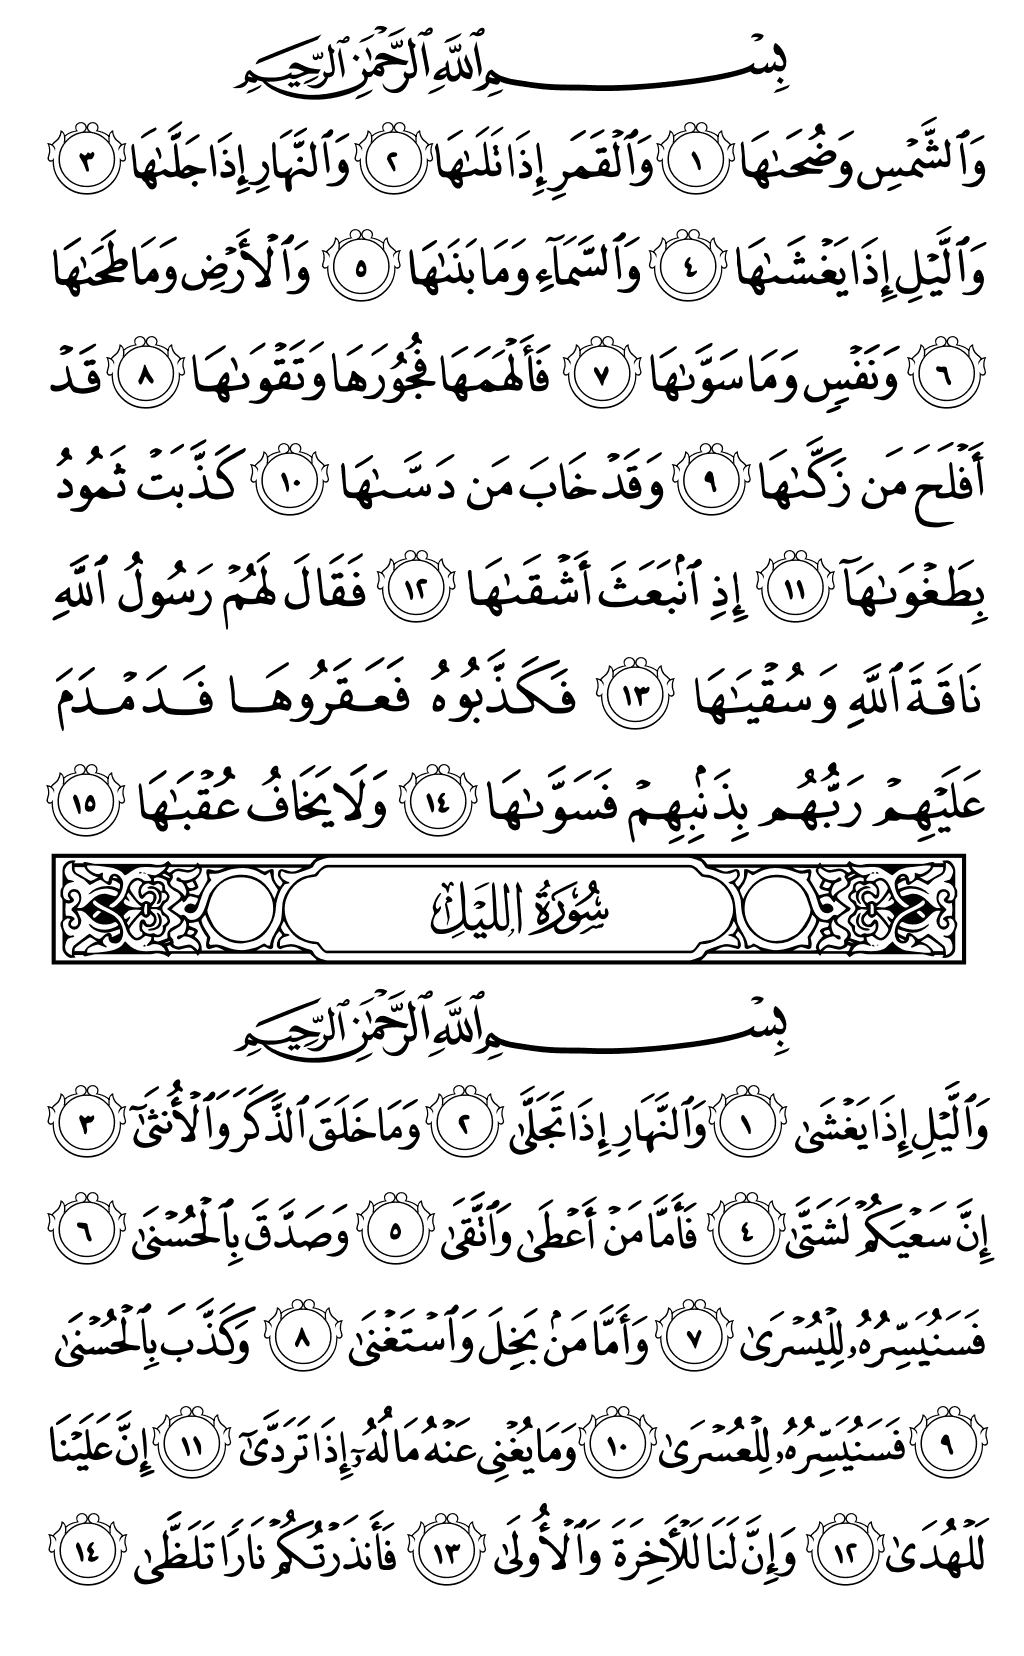 بِسْمِ ٱللَّهِ ٱلرَّحْمَٰنِ ٱلرَّحِيمِ
وَٱلشَّمْسِ وَضُحَىٰهَا ١ وَٱلْقَمَرِ إِذَا تَلَىٰهَا ٢ وَٱلنَّهَارِ إِذَا جَلَّىٰهَا ٣
وَٱلَّيْلِ إِذَا يَغْشَىٰهَا ٤ وَٱلسَّمَآءِ وَمَا بَنَىٰهَا ٥ وَٱلْأَرْضِ وَمَا طَحَىٰهَا
٦ وَنَفْسٍ وَمَا سَوَّىٰهَا ٧ فَأَلْهَمَهَا فُجُورَهَا وَتَقْوَىٰهَا ٨ قَدْ
أَفْلَحَ مَن زَكَّىٰهَا ٩ وَقَدْ خَابَ مَن دَسَّىٰهَا ١٠ كَذَّبَتْ ثَمُودُ
بِطَغْوَىٰهَآ ١١ إِذِ ٱنۢبَعَثَ أَشْقَىٰهَا ١٢ فَقَالَ لَهُمْ رَسُولُ ٱللَّهِ
نَاقَةَ ٱللَّهِ وَسُقْيَٰهَا ١٣ فَكَذَّبُوهُ فَعَقَرُوهَا فَدَمْدَمَ
عَلَيْهِمْ رَبُّهُم بِذَنۢبِهِمْ فَسَوَّىٰهَا ١٤ وَلَا يَخَافُ عُقْبَٰهَا ١٥
سُورَةُ اللَّيْلِ
بِسْمِ ٱللَّهِ ٱلرَّحْمَٰنِ ٱلرَّحِيمِ
وَٱلَّيْلِ إِذَا يَغْشَىٰ ١ وَٱلنَّهَارِ إِذَا تَجَلَّىٰ ٢ وَمَا خَلَقَ ٱلذَّكَرَ وَٱلْأُنثَىٰٓ ٣
إِنَّ سَعْيَكُمْ لَشَتَّىٰ ٤ فَأَمَّا مَنْ أَعْطَىٰ وَٱتَّقَىٰ ٥ وَصَدَّقَ بِٱلْحُسْنَىٰ ٦
فَسَنُيَسِّرُهُۥ لِلْيُسْرَىٰ ٧ وَأَمَّا مَنۢ بَخِلَ وَٱسْتَغْنَىٰ ٨ وَكَذَّبَ بِٱلْحُسْنَىٰ
٩ فَسَنُيَسِّرُهُۥ لِلْعُسْرَىٰ ١٠ وَمَا يُغْنِى عَنْهُ مَالُهُۥٓ إِذَا تَرَدَّىٰٓ ١١ إِنَّ عَلَيْنَا
لَلْهُدَىٰ ١٢ وَإِنَّ لَنَا لَلْءَاخِرَةَ وَٱلْأُولَىٰ ١٣ فَأَنذَرْتُكُمْ نَارًا تَلَظَّىٰ ١٤